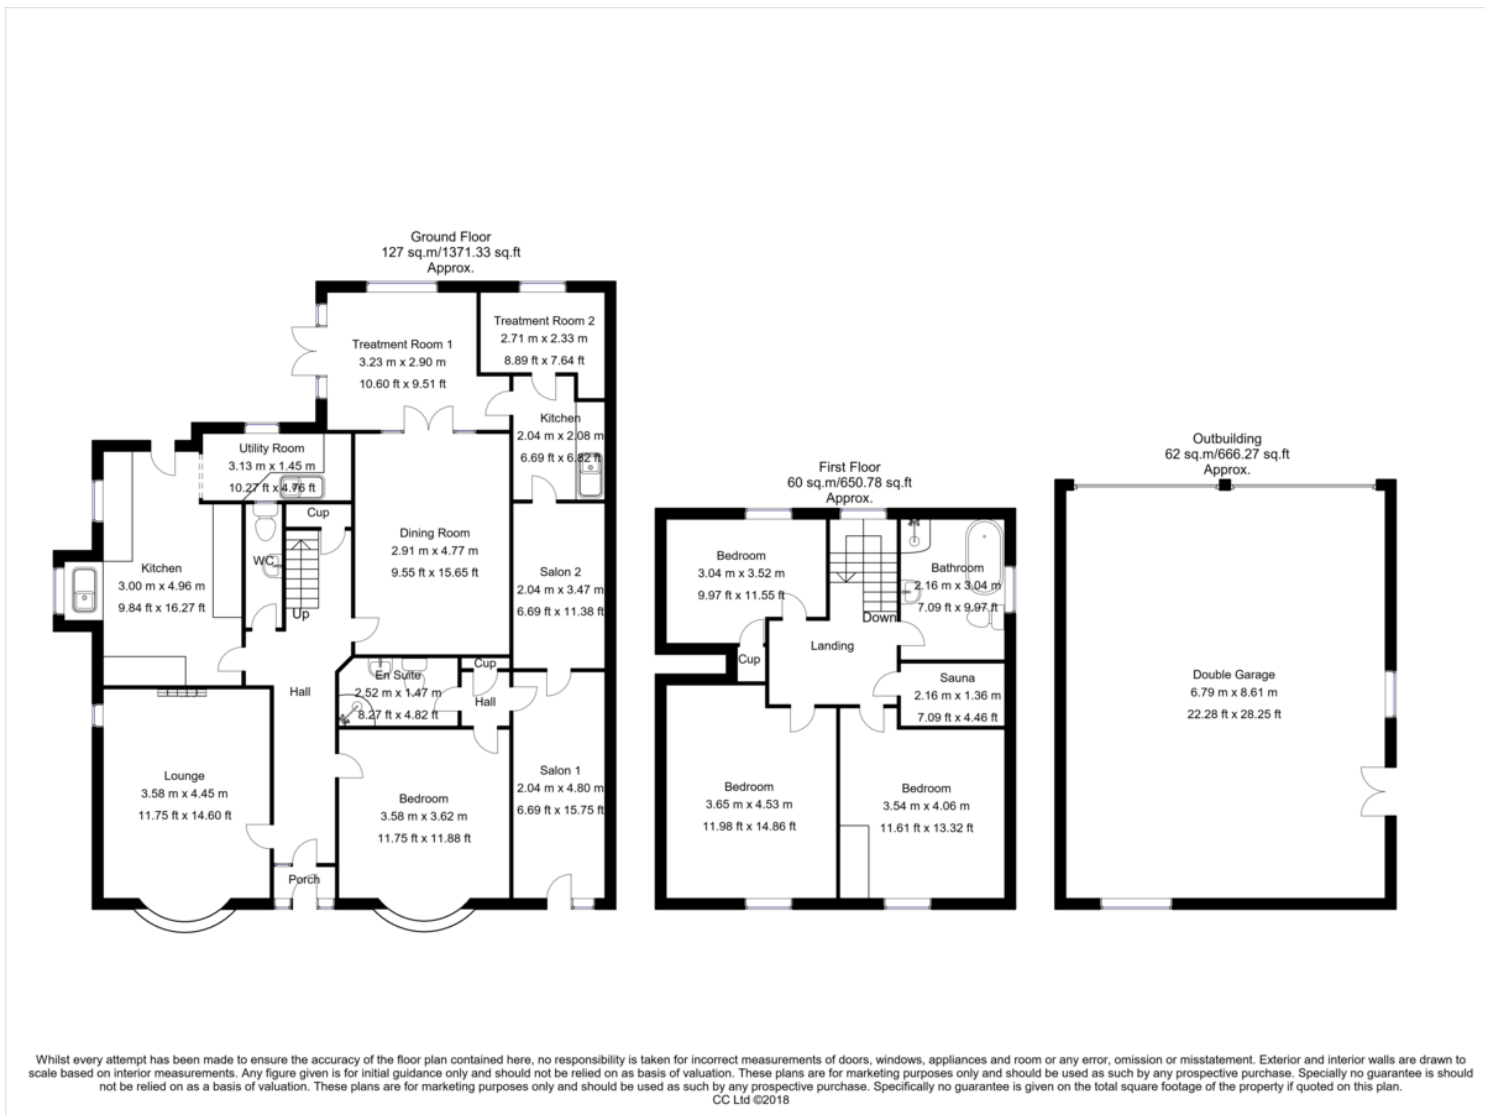 Ground Floor
127 sq.m/1371.33 sq.ft
Approx.
Treatment Room 1
3.23 m x 2.90 m
10.60 ft x 9.51 ft
Treatment Room 2
2.71 m x 2.33 m
8.89 ft x 7.64 ft
Kitchen
2.04 m x 2.08 m
6.69 ft x 6.82 ft
Utility Room
3.13 m x 1.45 m
10.27 ft x 4.76 ft
Cup
WC
Kitchen
3.00 m x 4.96 m
9.84 ft x 16.27 ft
Up
Dining Room
2.91 m x 4.77 m
9.55 ft x 15.65 ft
Salon 2
2.04 m x 3.47 m
6.69 ft x 11.38 ft
Hall
En Suite
2.52 m x 1.47 m
8.27 ft x 4.82 ft
Cup
Hall
Lounge
3.58 m x 4.45 m
11.75 ft x 14.60 ft
Bedroom
3.58 m x 3.62 m
11.75 ft x 11.88 ft
Salon 1
2.04 m x 4.80 m
6.69 ft x 15.75 ft
Porch
First Floor
60 sq.m/650.78 sq.ft
Approx.
Bedroom
3.04 m x 3.52 m
9.97 ft x 11.55 ft
Bathroom
2.16 m x 3.04 m
7.09 ft x 9.97 ft
Down
Landing
Cup
Sauna
2.16 m x 1.36 m
7.09 ft x 4.46 ft
Bedroom
3.65 m x 4.53 m
11.98 ft x 14.86 ft
Bedroom
3.54 m x 4.06 m
11.61 ft x 13.32 ft
Outbuilding
62 sq.m/666.27 sq.ft
Approx.
Double Garage
6.79 m x 8.61 m
22.28 ft x 28.25 ft
Whilst every attempt has been made to ensure the accuracy of the floor plan contained here, no responsibility is taken for incorrect measurements of doors, windows, appliances and room or any error, omission or misstatement. Exterior and interior walls are drawn to
scale based on interior measurements. Any figure given is for initial guidance only and should not be relied on as basis of valuation. These plans are for marketing purposes only and should be used as such by any prospective purchase. Specially no guarantee is should
not be relied on as a basis of valuation. These plans are for marketing purposes only and should be used as such by any prospective purchase. Specifically no guarantee is given on the total square footage of the property if quoted on this plan.
CC Ltd ©2018